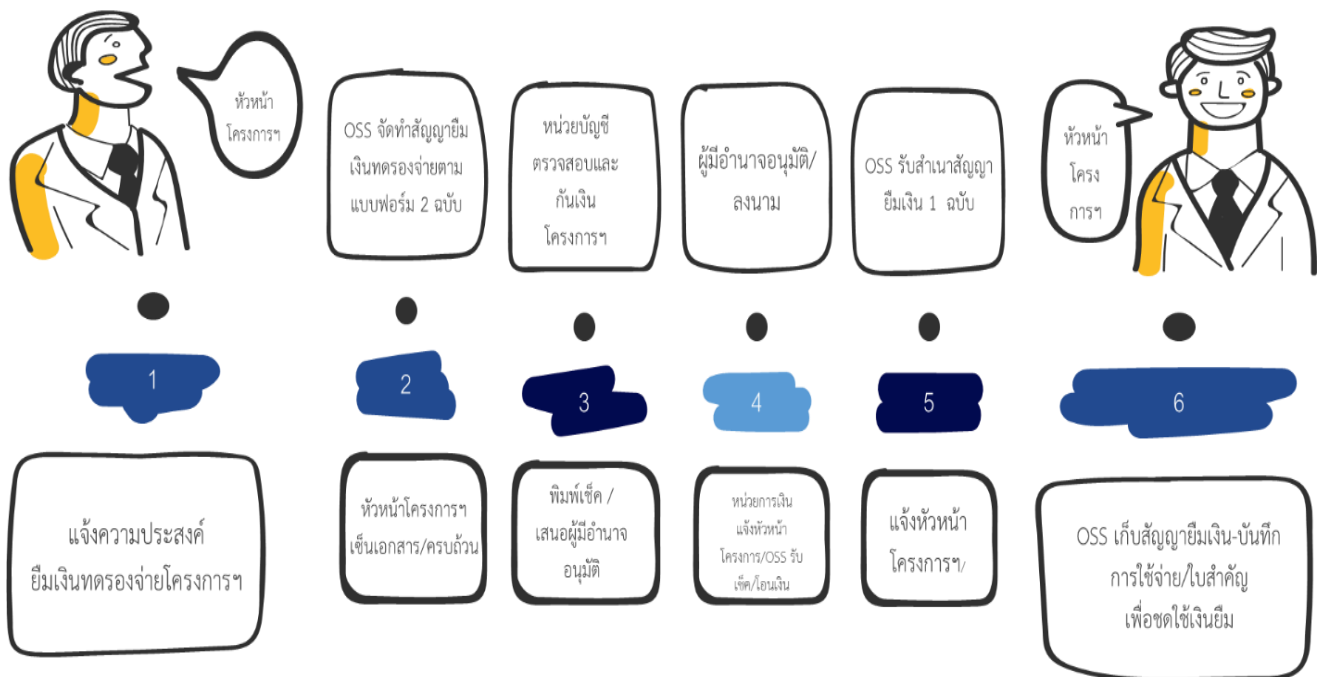 หัวหน้า
โครงการฯ
OSS จัดทำสัญญายืม
เงินทดรองจ่ายตาม
แบบฟอร์ม 2 ฉบับ
หน่วยบัญชี
ตรวจสอบและ
กันเงิน
โครงการฯ
ผู้มีอำนาจอนุมัติ/
ลงนาม
OSS รับสำเนาสัญญา
ยืมเงิน 1 ฉบับ
หัวหน้า
โครง
การฯ
1
2
3
4
5
6
แจ้งความประสงค์
ยืมเงินทดรองจ่ายโครงการฯ
หัวหน้าโครงการฯ
เซ็นเอกสาร/ครบถ้วน
พิมพ์เช็ค /
เสนอผู้มีอำนาจ
อนุมัติ
หน่วยการเงิน
แจ้งหัวหน้า
โครงการ/OSS รับ
เช็ค/โอนเงิน
แจ้งหัวหน้า
โครงการฯ/
OSS เก็บสัญญายืมเงิน-บันทึก
การใช้จ่าย/ใบสำคัญ
เพื่อชดใช้เงินยืม